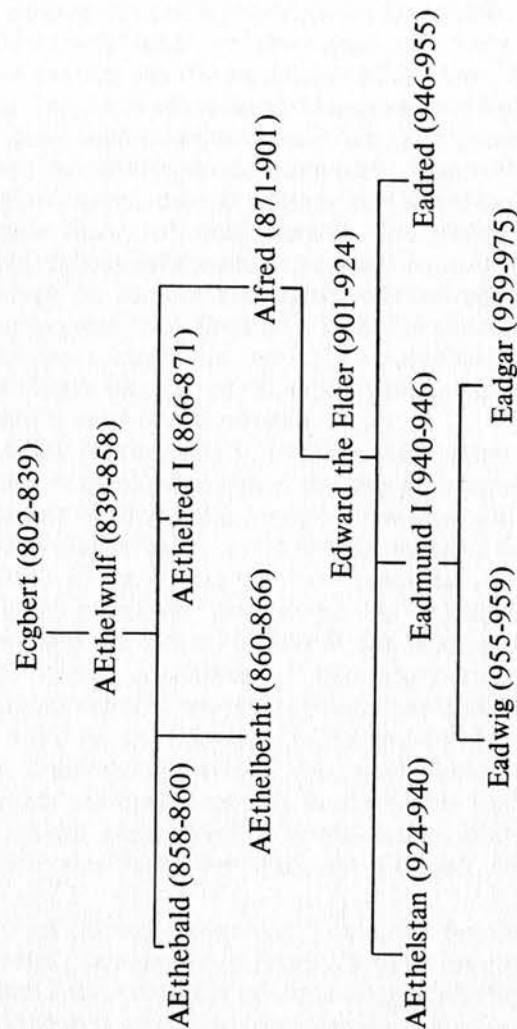 Ecgbert (802-839)
AEthelwulf (839-858)
AEthebald (858-860)
AEthelberht (860-866)
AEthelred I (866-871)
Alfred (871-901)
Edward the Elder (901-924)
AEthelstan (924-940)
Eadmund I (940-946)
Eadred (946-955)
Eadwig (955-959)
Eadgar (959-975)